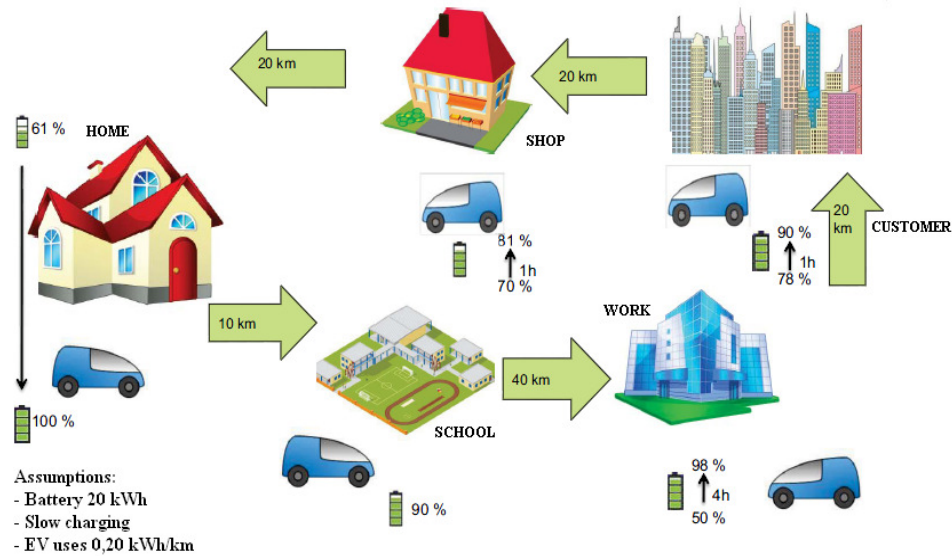 20 km
20 km
61 %
HOME
SHOP
20
km
CUSTOMER
81 %
1h
70 %
90 %
1h
78 %
WORK
10 km
40 km
SCHOOL
100 %
90 %
98 %
4h
50 %
Assumptions:
- Battery 20 kWh
- Slow charging
- EV uses 0,20 kWh/km